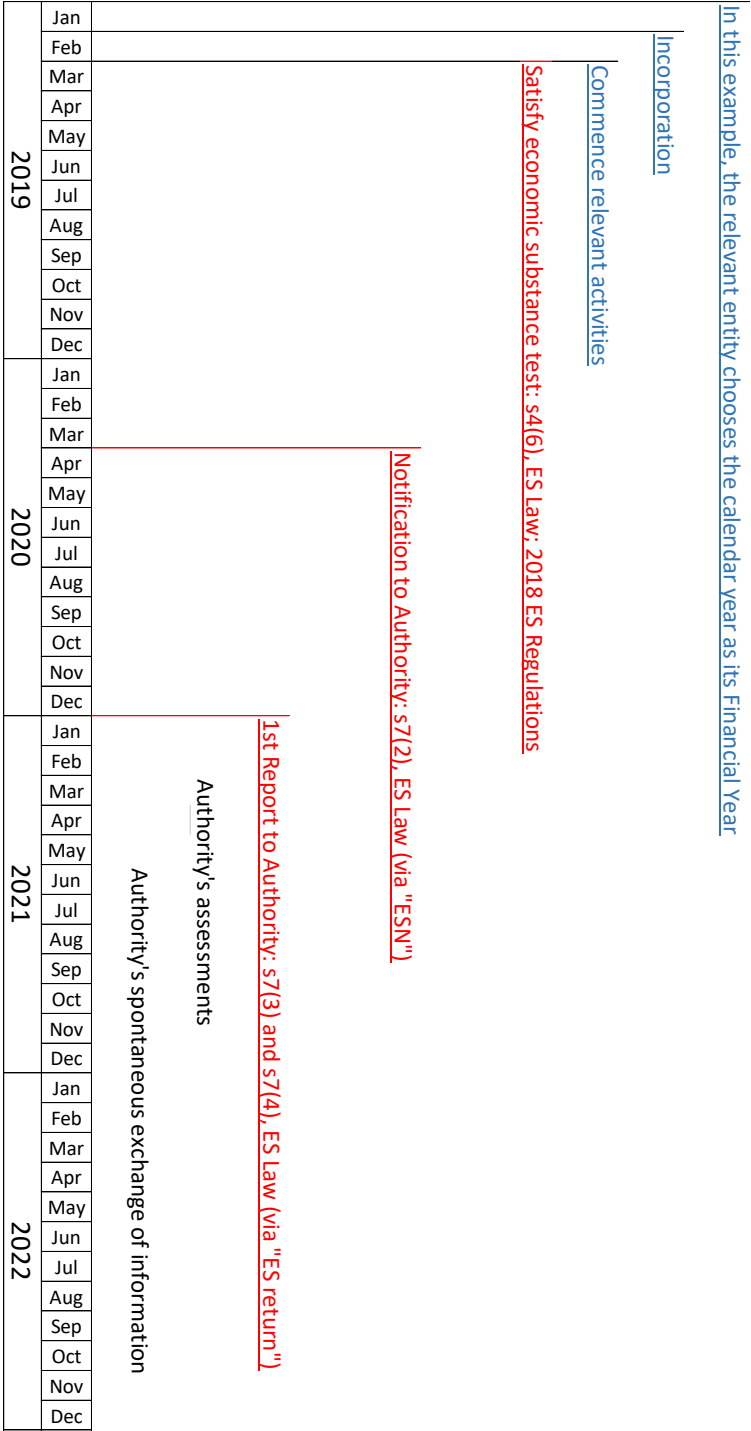 In this example, the relevant entity chooses the calendar year as its Financial Year
Incorporation
Commence relevant activities
Satisfy economic substance test: s4(6), ES Law; 2018 ES Regulations
Notification to Authority: s7(2), ES Law (via "ESN")
1st Report to Authority: s7(3) and s7(4), ES Law (via "ES return")
Authority's assessments
Authority's spontaneous exchange of information
Jan Feb Mar Apr May Jun Jul Aug Sep Oct Nov Dec Jan Feb Mar Apr May Jun Jul Aug Sep Oct Nov Dec Jan Feb Mar Apr May Jun Jul Aug Sep Oct Nov Dec Jan Feb Mar Apr May Jun Jul Aug Sep Oct Nov Dec
2019 2020 2021 2022